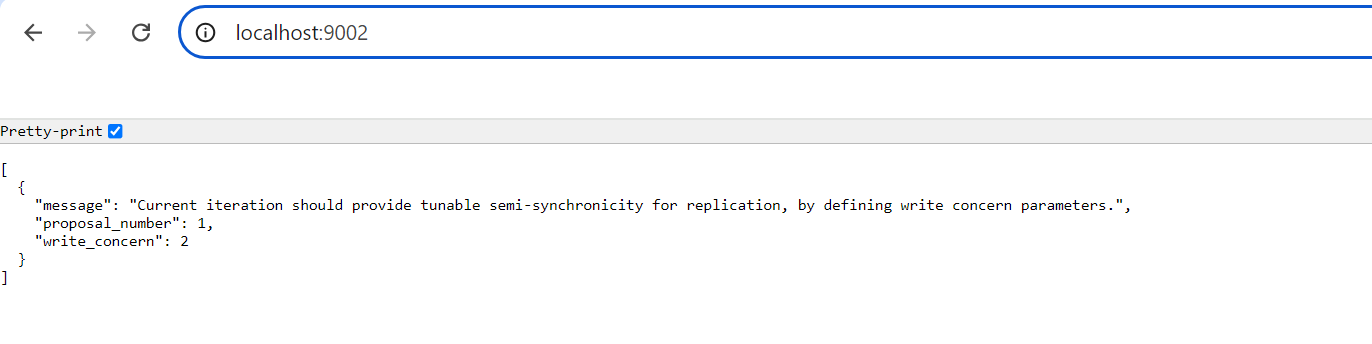 localhost:9002
Pretty-print
[
  {
    "message": "Current iteration should provide tunable semi-synchronicity for replication, by defining write concern parameters.",
    "proposal_number": 1,
    "write_concern": 2
  }
]